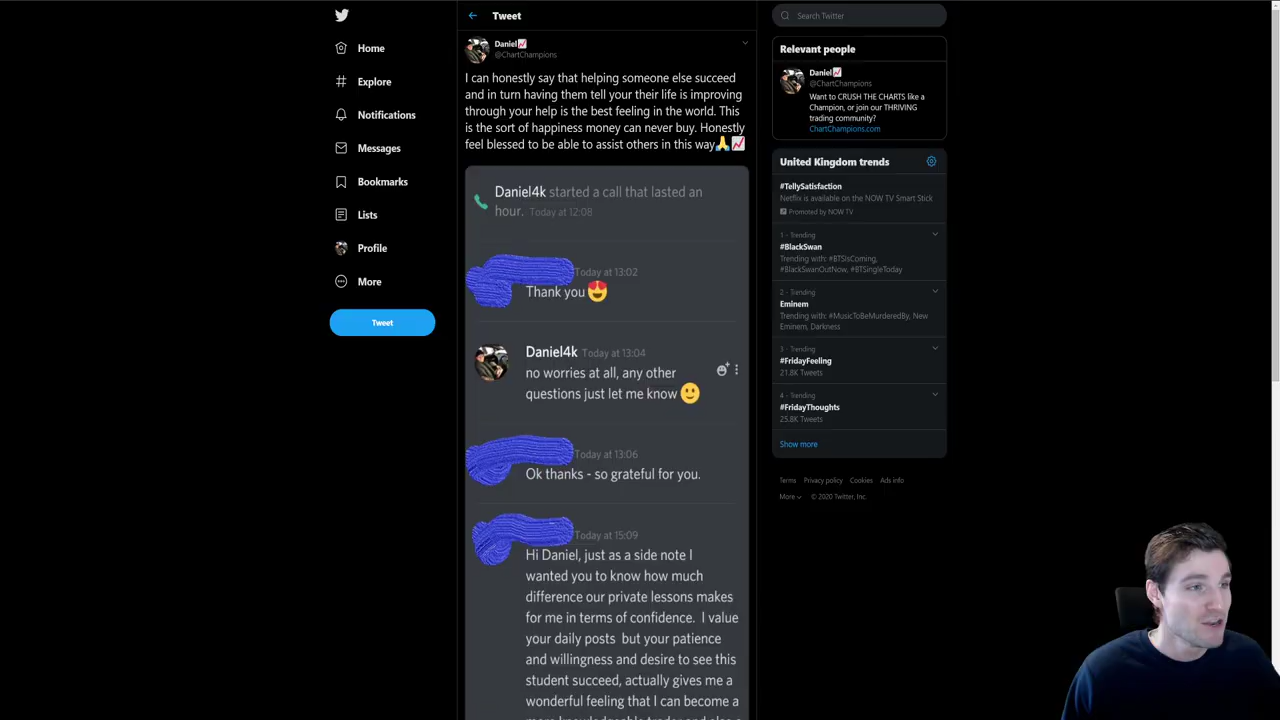 Home
Explore
Notifications
Messages
Bookmarks
Lists
Profile
More
Tweet
Tweet
Daniel📈
@ChartChampions
I can honestly say that helping someone else succeed
and in turn having them tell your their life is improving
through your help is the best feeling in the world. This
is the sort of happiness money can never buy. Honestly
feel blessed to be able to assist others in this way🙏📈
Daniel4k started a call that lasted an
hour. Today at 12:08
Today at 13:02
Thank you😍
Daniel4k Today at 13:04
no worries at all, any other
questions just let me know 🙂
Today at 13:06
Ok thanks - so grateful for you.
Today at 15:09
Hi Daniel, just as a side note I
wanted you to know how much
difference our private lessons makes
for me in terms of confidence. I value
your daily posts but your patience
and willingness and desire to see this
student succeed, actually gives me a
wonderful feeling that I can become a
Search Twitter
Relevant people
Daniel📈
@ChartChampions
Want to CRUSH THE CHARTS like a
Champion, or join our THRIVING
trading community?
ChartChampions.com
United Kingdom trends
#TellySatisfaction
Netflix is available on the NOW TV Smart Stick
Promoted by NOW TV
1 · Trending
#BlackSwan
Trending with: #BTSIsComing,
#BlackSwanOutNow, #BTSingleToday
2 · Trending
Eminem
Trending with: #MusicToBeMurderedBy, New
Eminem, Darkness
3 · Trending
#FridayFeeling
21.8K Tweets
4 · Trending
#FridayThoughts
25.8K Tweets
Show more
Terms Privacy policy Cookies Ads info
More © 2020 Twitter, Inc.